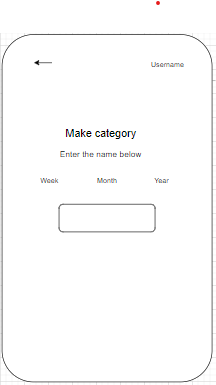 Username
Make category
Enter the name below
Week Month Year